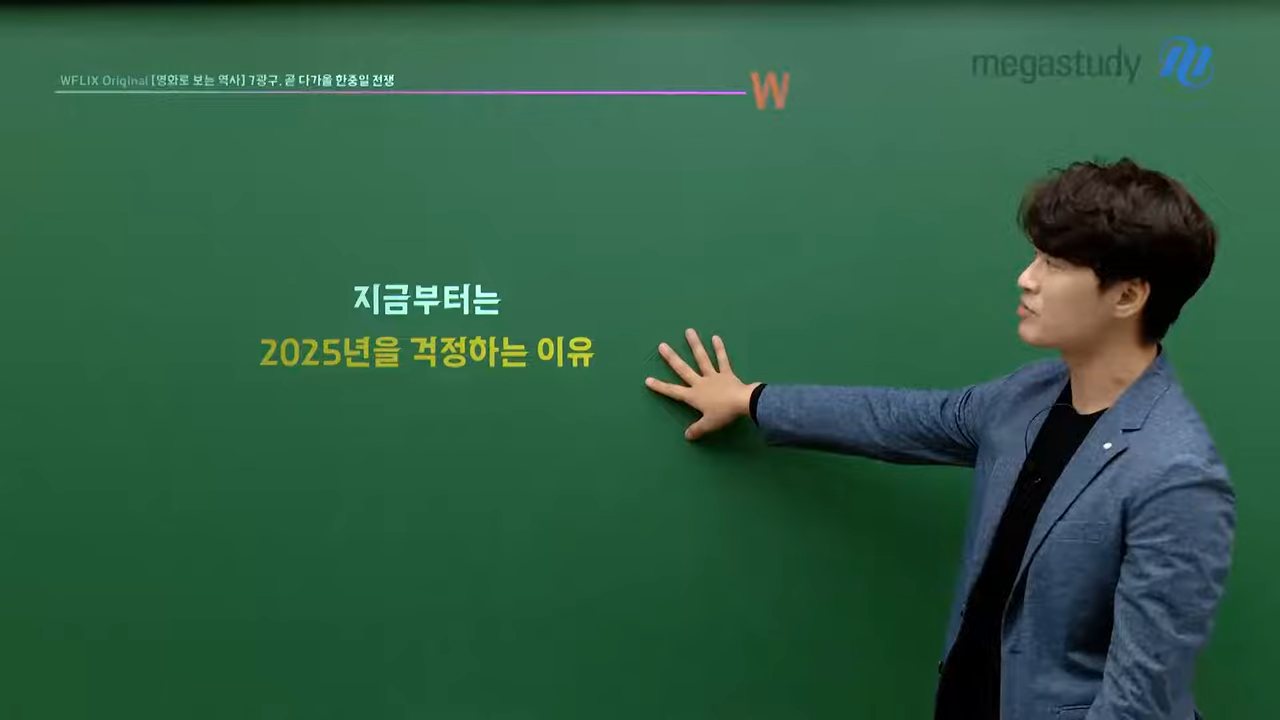 WFLIX Original [영화로 보는 역사] 7광구, 곧 다가올 한중일 전쟁
W
megastudy
지금부터는
2025년을 걱정하는 이유